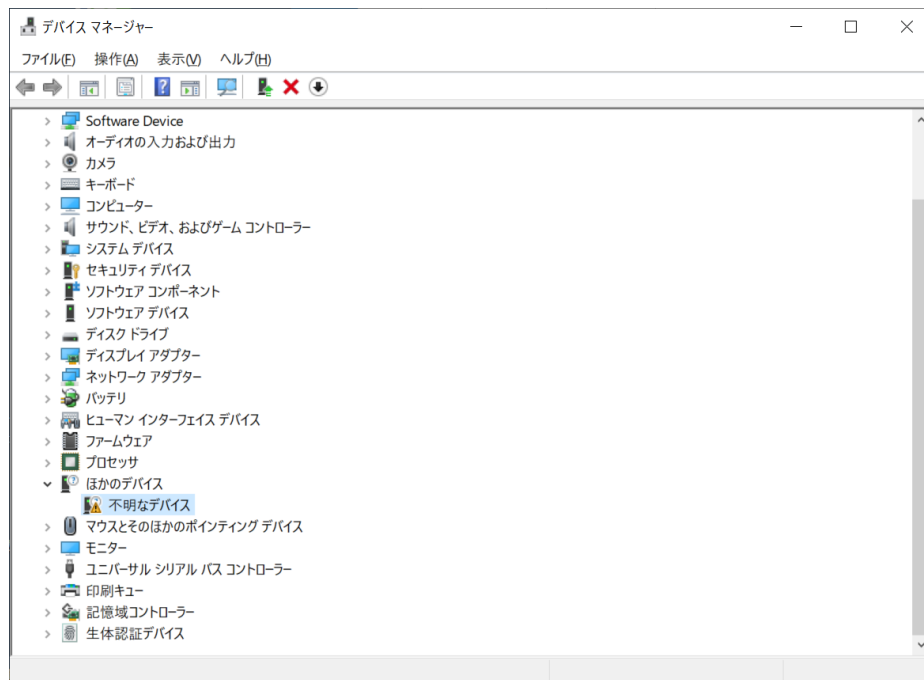 デバイス マネージャー
ファイル(F) 操作(A) 表示(V) ヘルプ(H)
Software Device
オーディオの入力および出力
カメラ
キーボード
コンピューター
サウンド、ビデオ、およびゲーム コントローラー
システム デバイス
セキュリティ デバイス
ソフトウェア コンポーネント
ソフトウェア デバイス
ディスク ドライブ
ディスプレイ アダプター
ネットワーク アダプター
バッテリ
ヒューマン インターフェイス デバイス
ファームウェア
プロセッサ
ほかのデバイス
不明なデバイス
マウスとそのほかのポインティング デバイス
モニター
ユニバーサル シリアル バス コントローラー
印刷キュー
記憶域コントローラー
生体認証デバイス